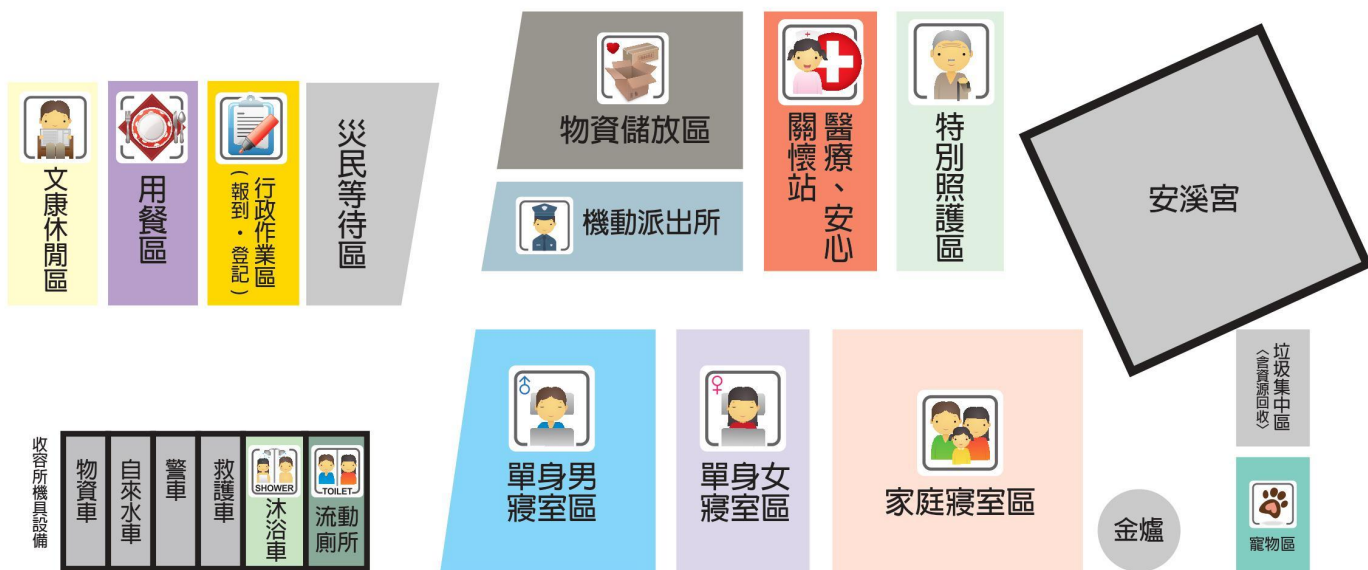 文康休閒區
用餐區
行政作業區
(報到・登記)
災民等待區
物資儲放區
機動派出所
醫療、安心
關懷站
特別照護區
安溪宮
收容所機具設備
物資車
自來水車
警車
救護車
SHOWER
沐浴車
TOILET
流動
廁所
單身男
寢室區
單身女
寢室區
家庭寢室區
金爐
垃圾集中區
〈含資源回收〉
寵物區